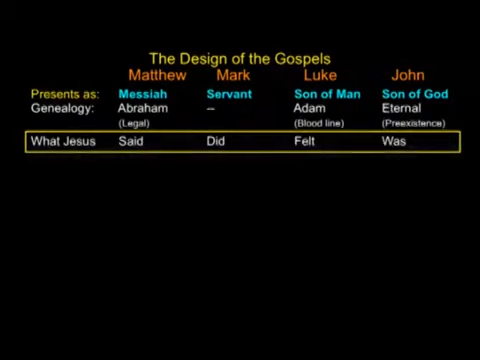 The Design of the Gospels
Matthew Mark Luke John
Presents as: Messiah Servant Son of Man Son of God
Genealogy: Abraham -- Adam Eternal
(Legal) (Blood line) (Preexistence)
What Jesus Said Did Felt Was